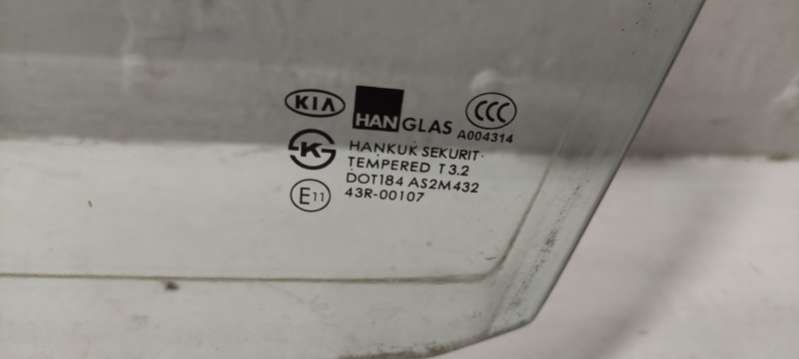 KIA HANGLAS CCC
A004314
K HANKUK SEKURIT
TEMPERED T 3.2
DOT184 AS2M432
E11 43R-00107